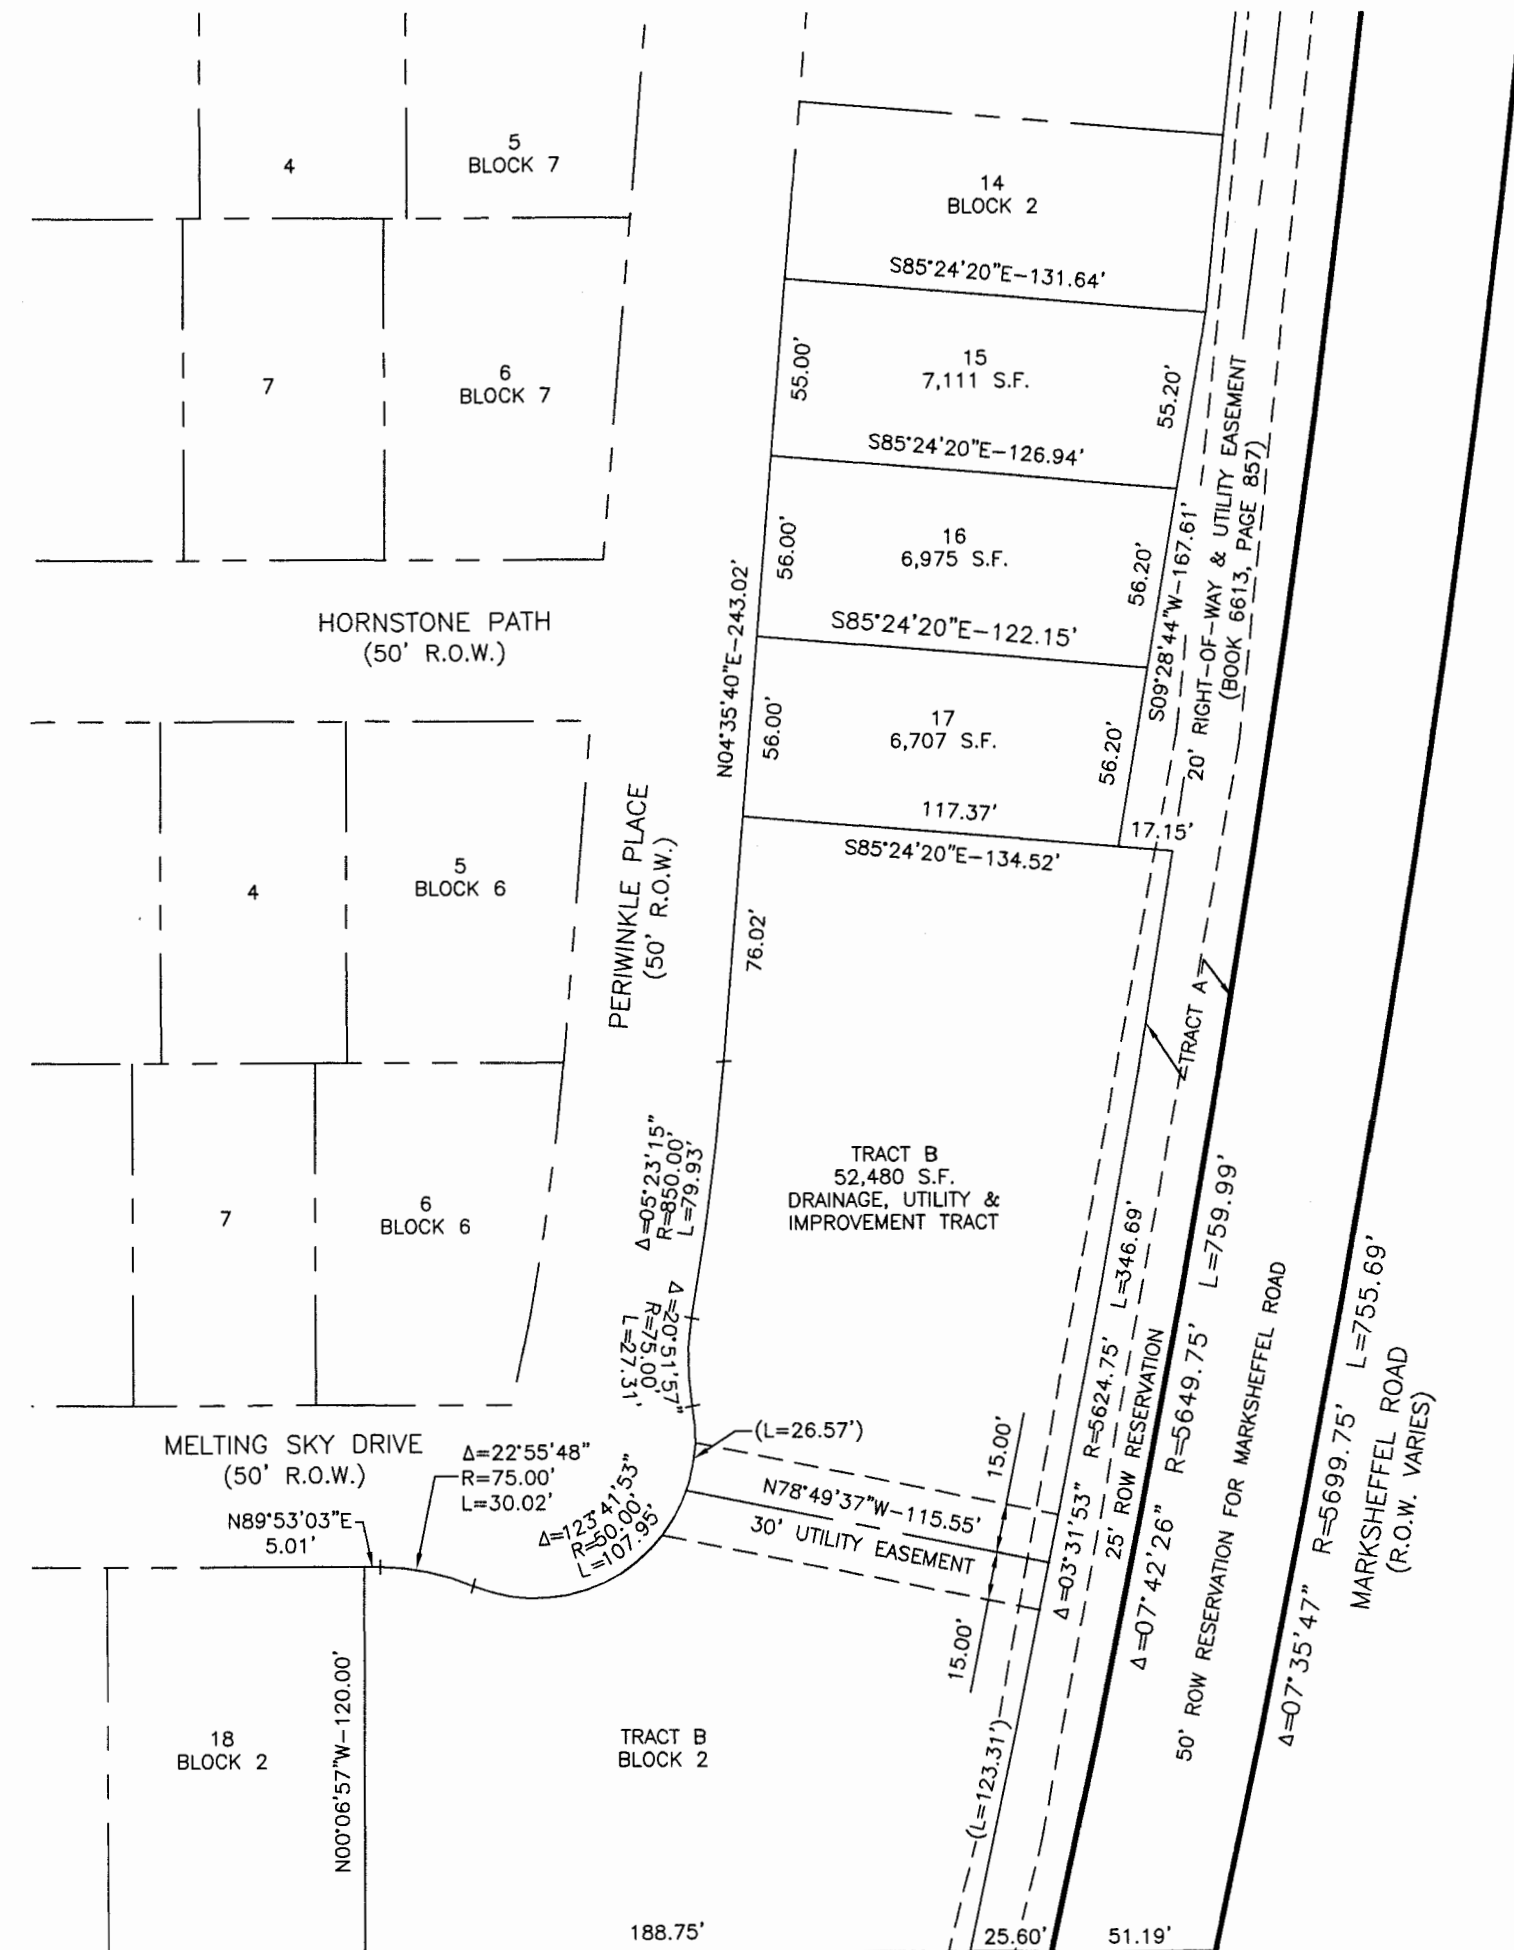 4
5
BLOCK 7
14
BLOCK 2
S85°24'20"E-131.64'
7
6
BLOCK 7
55.00'
15
7,111 S.F.
55.20'
S85°24'20"E-126.94'
56.00'
16
6,975 S.F.
56.20'
S85°24'20"E-122.15'
HORNSTONE PATH
(50' R.O.W.)
N04°35'40"E-243.02'
56.00'
17
6,707 S.F.
56.20'
S09°28'44"W-167.61'
20' RIGHT-OF-WAY & UTILITY EASEMENT
(BOOK 6613, PAGE 857)
117.37'
17.15'
S85°24'20"E-134.52'
4
5
BLOCK 6
PERIWINKLE PLACE
(50' R.O.W.)
76.02'
TRACT A
7
6
BLOCK 6
Δ=05°23'15"
R=850.00'
L=79.93'
TRACT B
52,480 S.F.
DRAINAGE, UTILITY &
IMPROVEMENT TRACT
Δ=20°51'57"
R=75.00'
L=27.31'
MELTING SKY DRIVE
(50' R.O.W.)
Δ=22°55'48"
R=75.00'
L=30.02'
(L=26.57')
N89°53'03"E
5.01'
Δ=123°41'53"
R=50.00'
L=107.95'
N78°49'37"W-115.55'
30' UTILITY EASEMENT
15.00'
15.00'
Δ=03°31'53" R=5624.75' L=346.69'
25' ROW RESERVATION
Δ=07°42'26" R=5649.75' L=759.99'
50' ROW RESERVATION FOR MARKSHEFFEL ROAD
Δ=07°35'47" R=5699.75' L=755.69'
MARKSHEFFEL ROAD
(R.O.W. VARIES)
18
BLOCK 2
N00°06'57"W-120.00'
TRACT B
BLOCK 2
(L=123.31')
188.75'
25.60'
51.19'